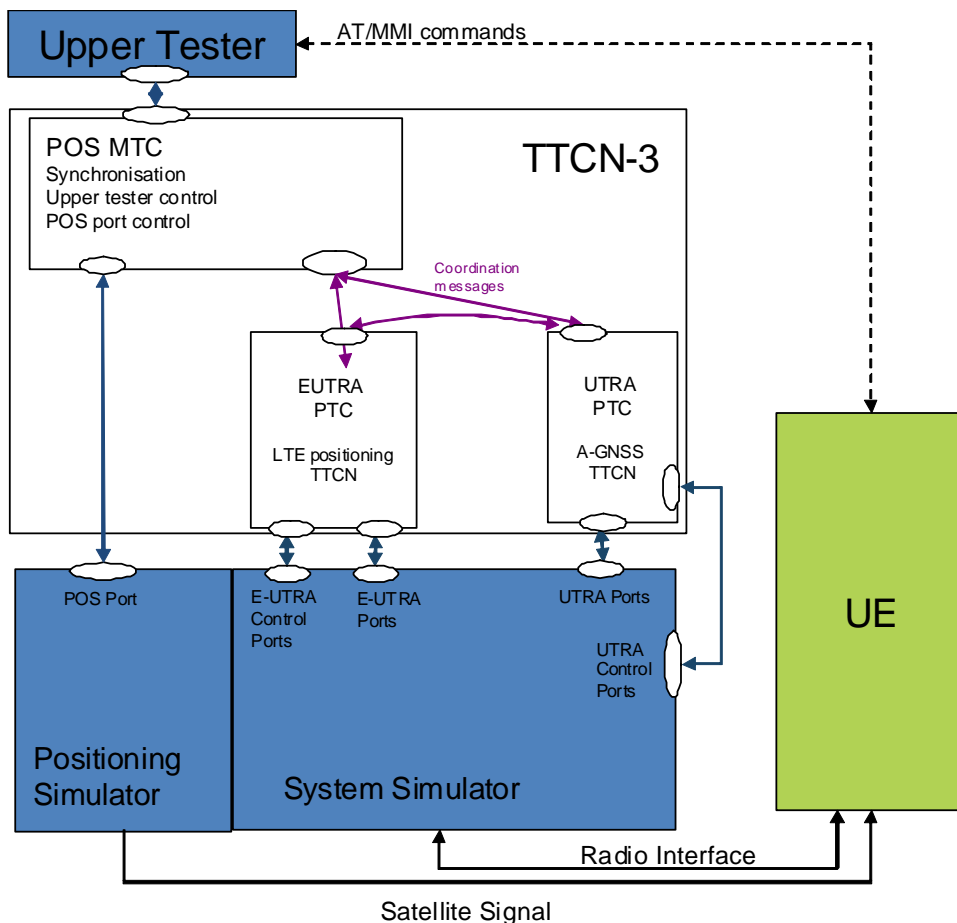 Upper Tester
AT/MMI commands
POS MTC
Synchronisation
Upper tester control
POS port control
TTCN-3
Coordination
messages
EUTRA
PTC
LTE positioning
TTCN
UTRA
PTC
A-GNSS
TTCN
POS Port
E-UTRA
Control
Ports
E-UTRA
Ports
UTRA Ports
UTRA
Control
Ports
UE
Positioning
Simulator
System Simulator
Radio Interface
Satellite Signal